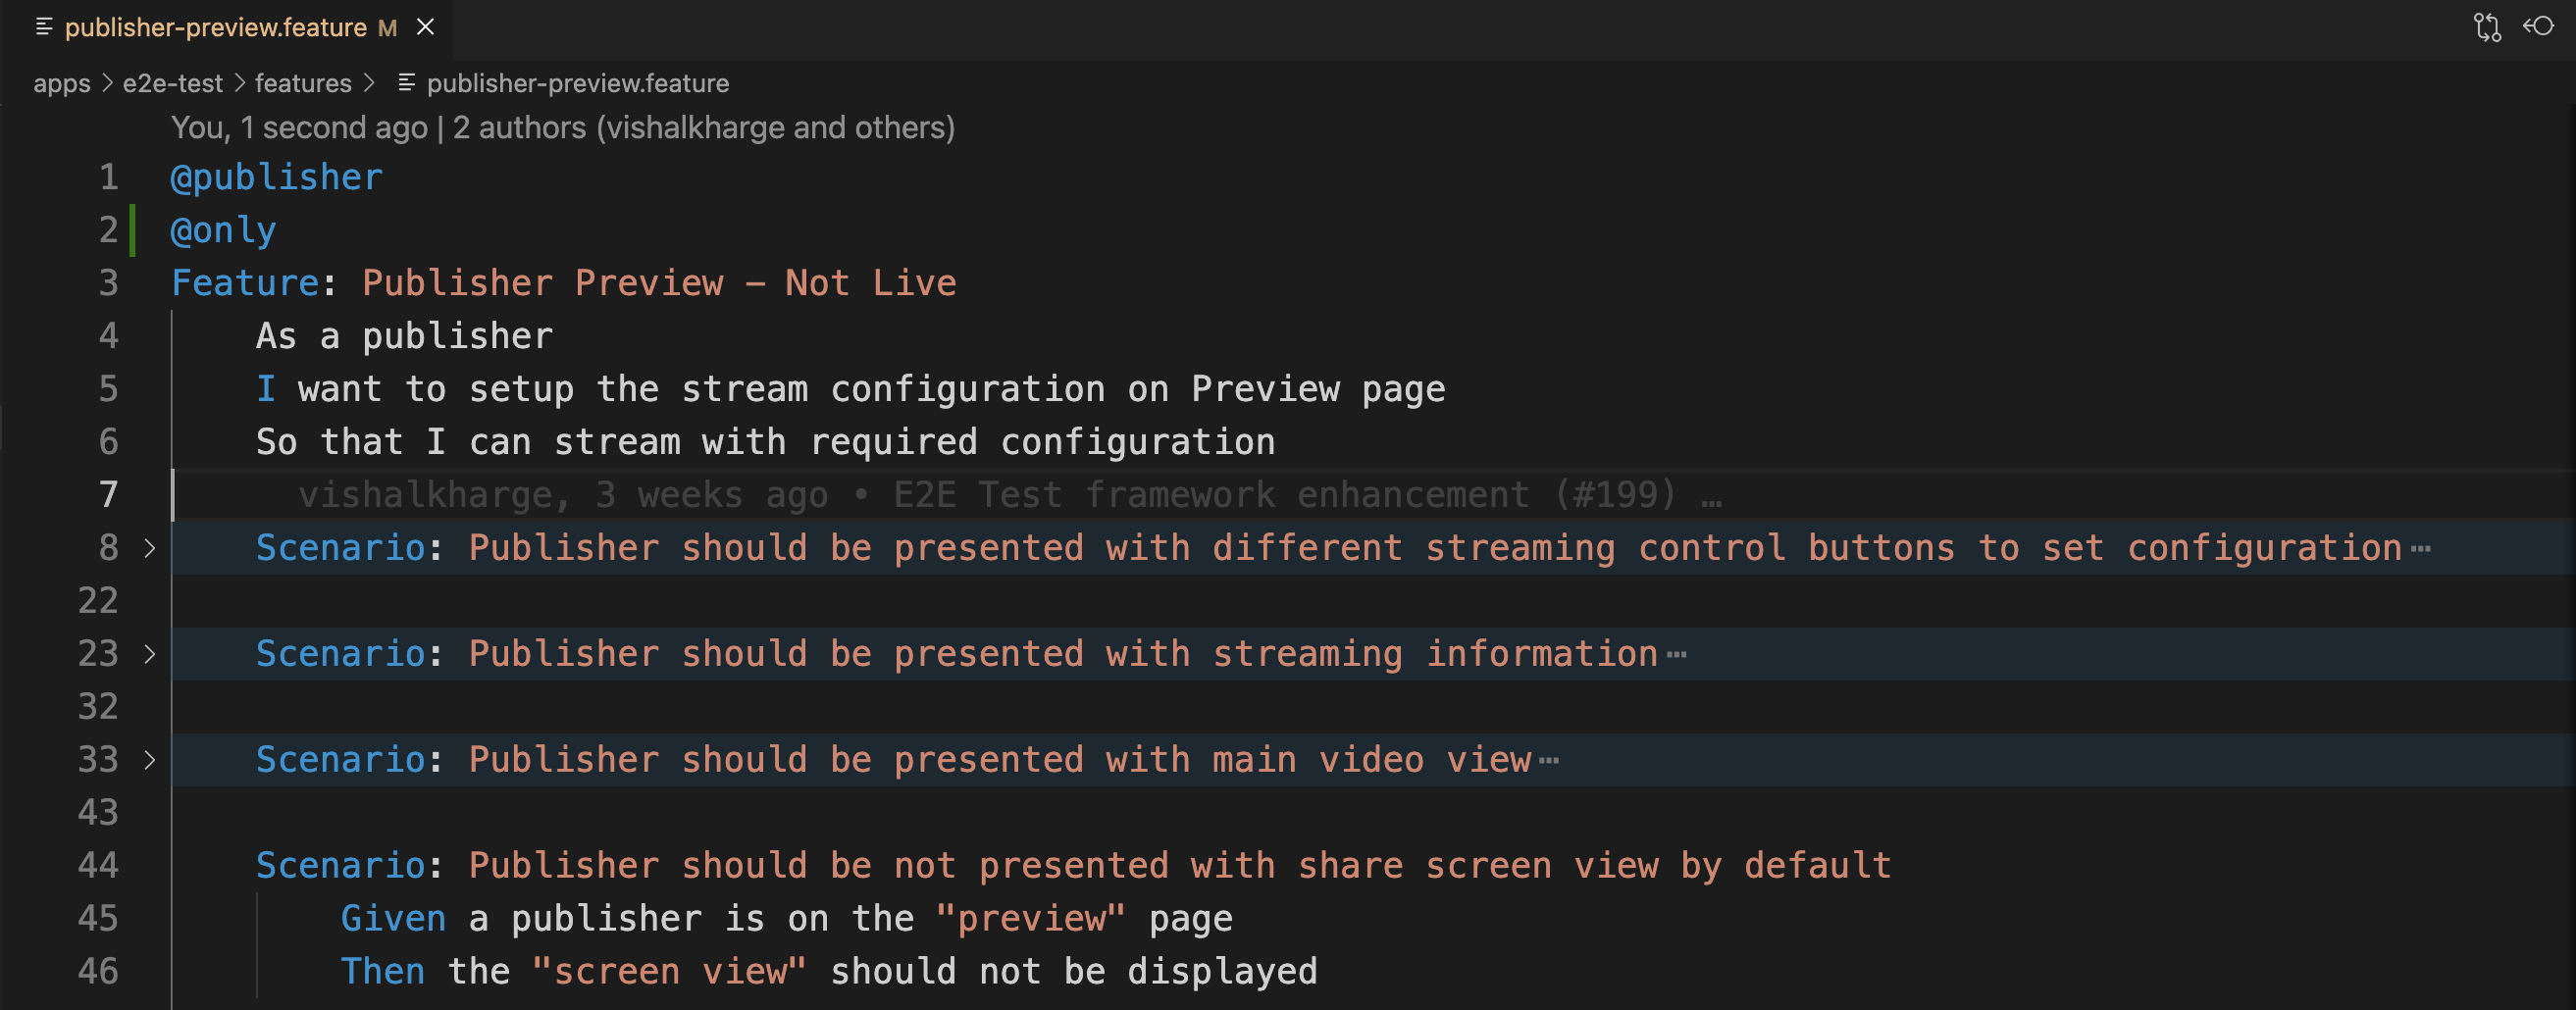 publisher-preview.feature M
apps > e2e-test > features > publisher-preview.feature
You, 1 second ago | 2 authors (vishalkharge and others)
1 @publisher
2 @only
3 Feature: Publisher Preview - Not Live
4 As a publisher
5 I want to setup the stream configuration on Preview page
6 So that I can stream with required configuration
7 vishalkharge, 3 weeks ago • E2E Test framework enhancement (#199) …
8 > Scenario: Publisher should be presented with different streaming control buttons to set configuration…
22
23 > Scenario: Publisher should be presented with streaming information…
32
33 > Scenario: Publisher should be presented with main video view…
43
44 Scenario: Publisher should be not presented with share screen view by default
45 Given a publisher is on the "preview" page
46 Then the "screen view" should not be displayed